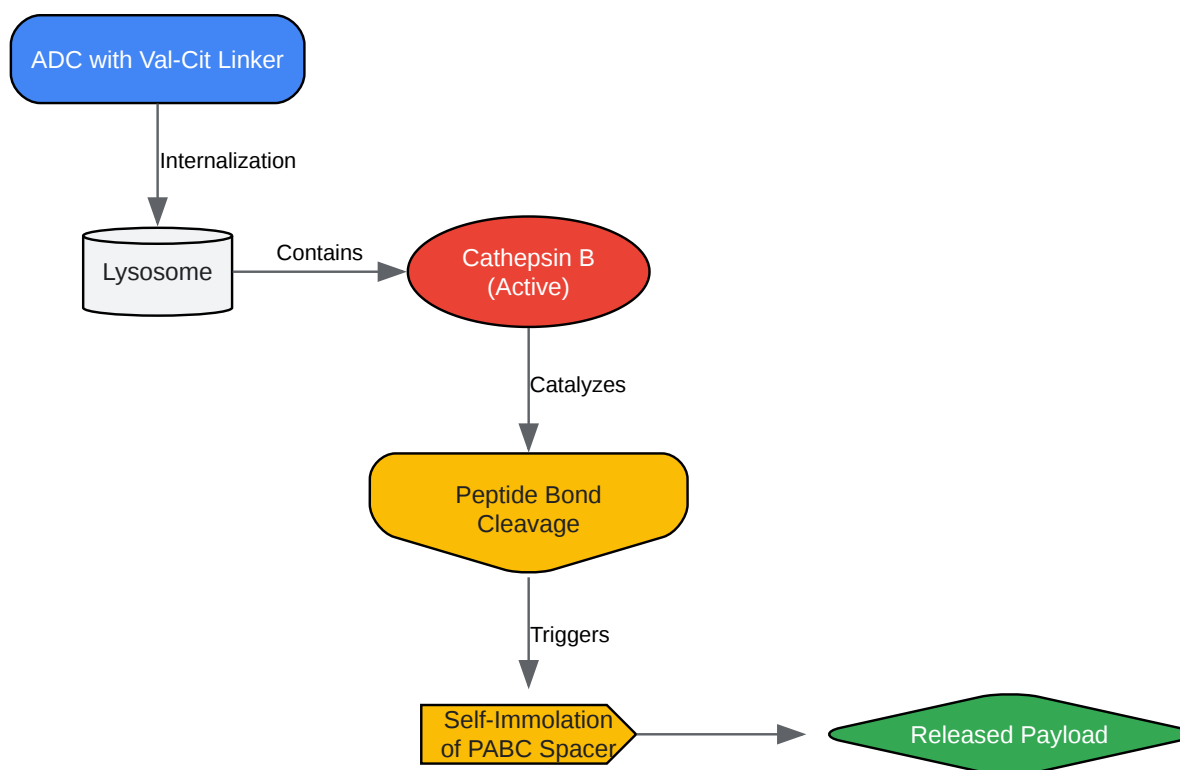 ADC with Val-Cit Linker
Internalization
Lysosome
Contains
Cathepsin B
(Active)
Catalyzes
Peptide Bond
Cleavage
Triggers
Self-Immolation
of PABC Spacer
Released Payload